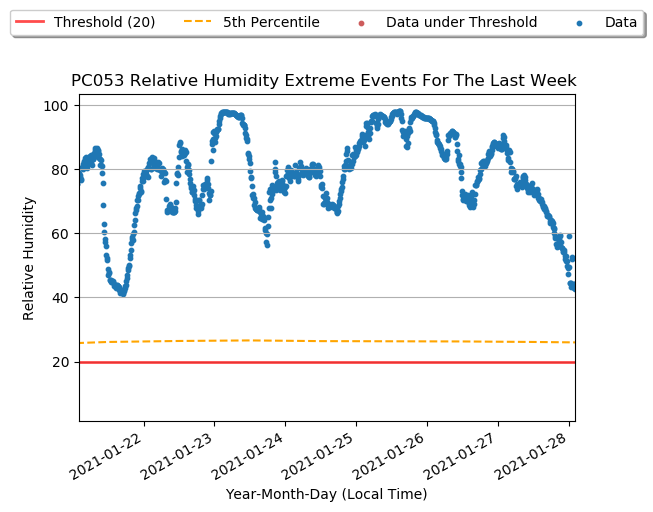 Threshold (20) 5th Percentile Data under Threshold Data
PC053 Relative Humidity Extreme Events For The Last Week
100
80
60
40
20
Relative Humidity
2021-01-22 2021-01-23 2021-01-24 2021-01-25 2021-01-26 2021-01-27 2021-01-28
Year-Month-Day (Local Time)